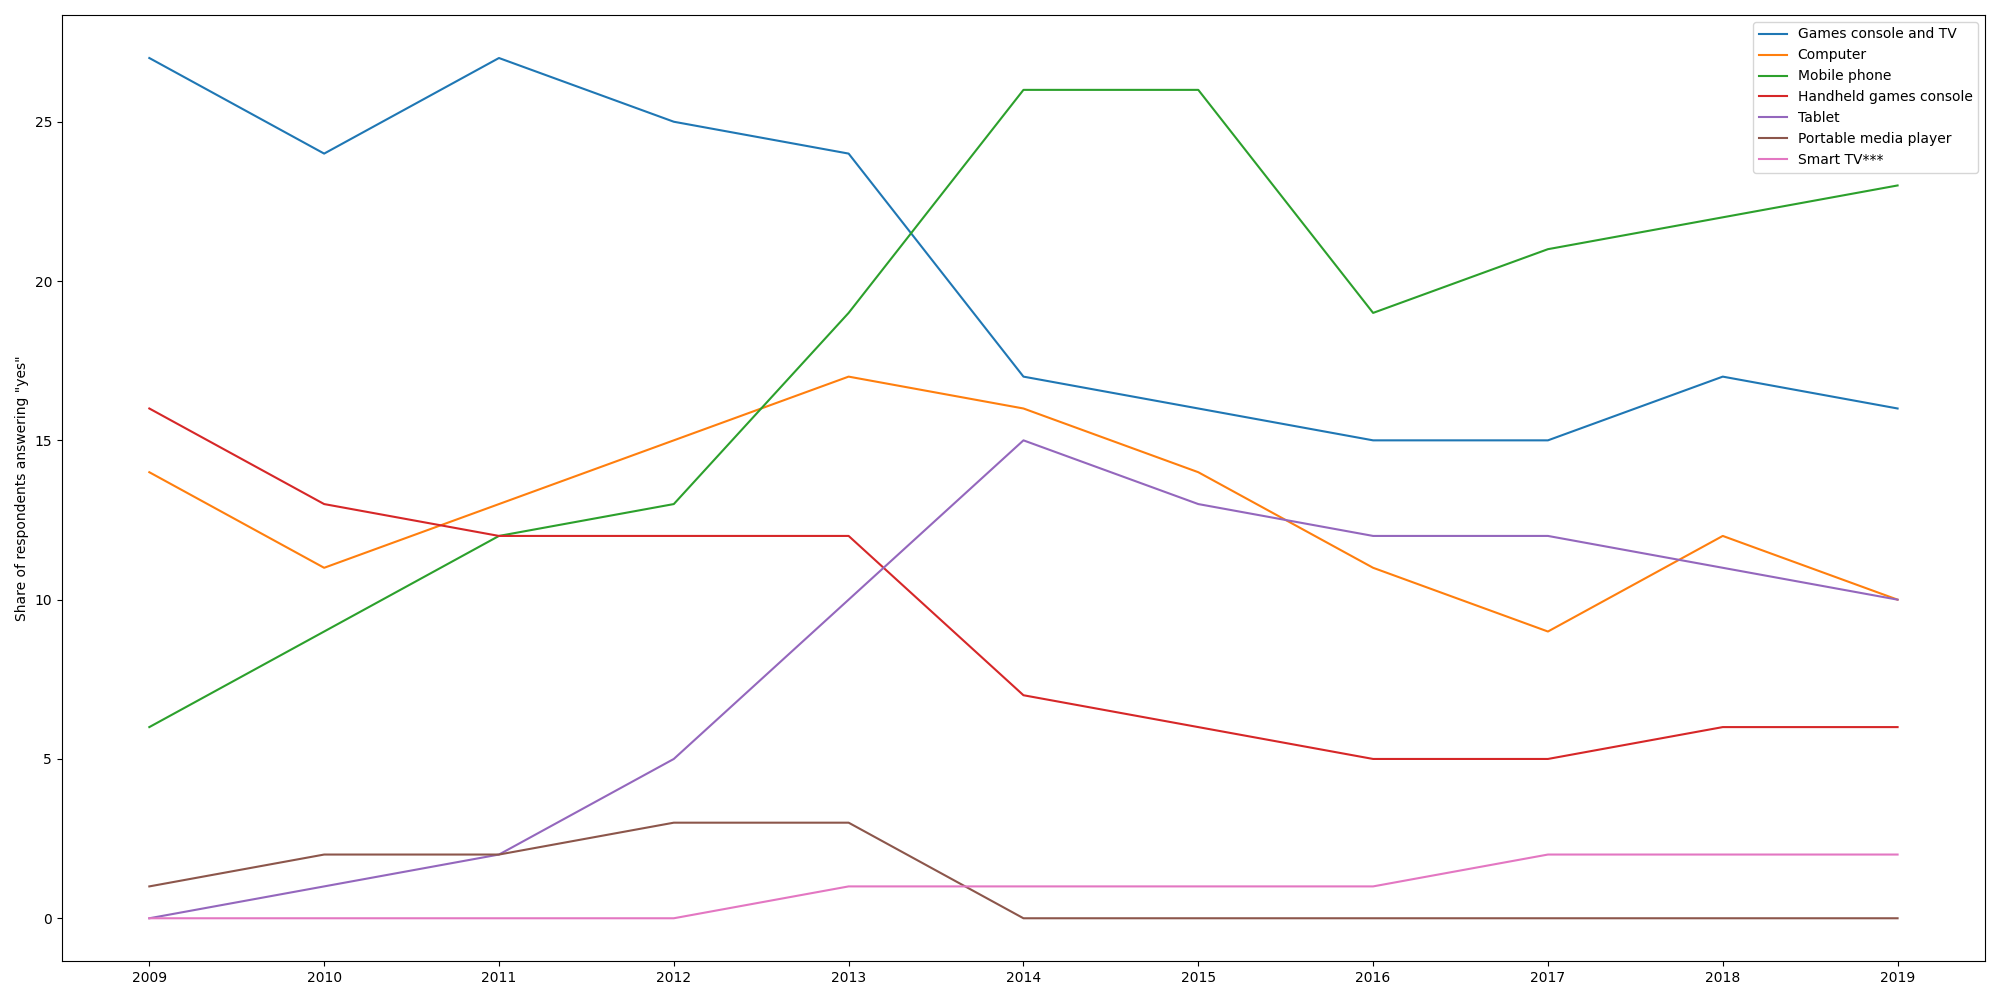 Games console and TV
Computer
Mobile phone
Handheld games console
Tablet
Portable media player
Smart TV***
Share of respondents answering "yes"
25
20
15
10
5
0
2009 2010 2011 2012 2013 2014 2015 2016 2017 2018 2019